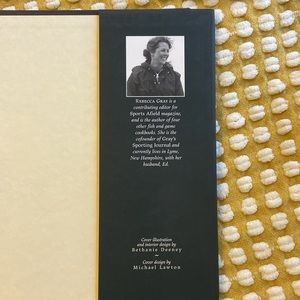 REBECCA GRAY is a
contributing editor for
Sports Afield magazine,
and is the author of four
other fish and game
cookbooks. She is the
cofounder of Gray's
Sporting Journal and
currently lives in Lyme,
New Hampshire, with her
husband, Ed.
Cover illustration
and interior design by
Bethanie Deeney
~
Cover design by
Michael Lawton